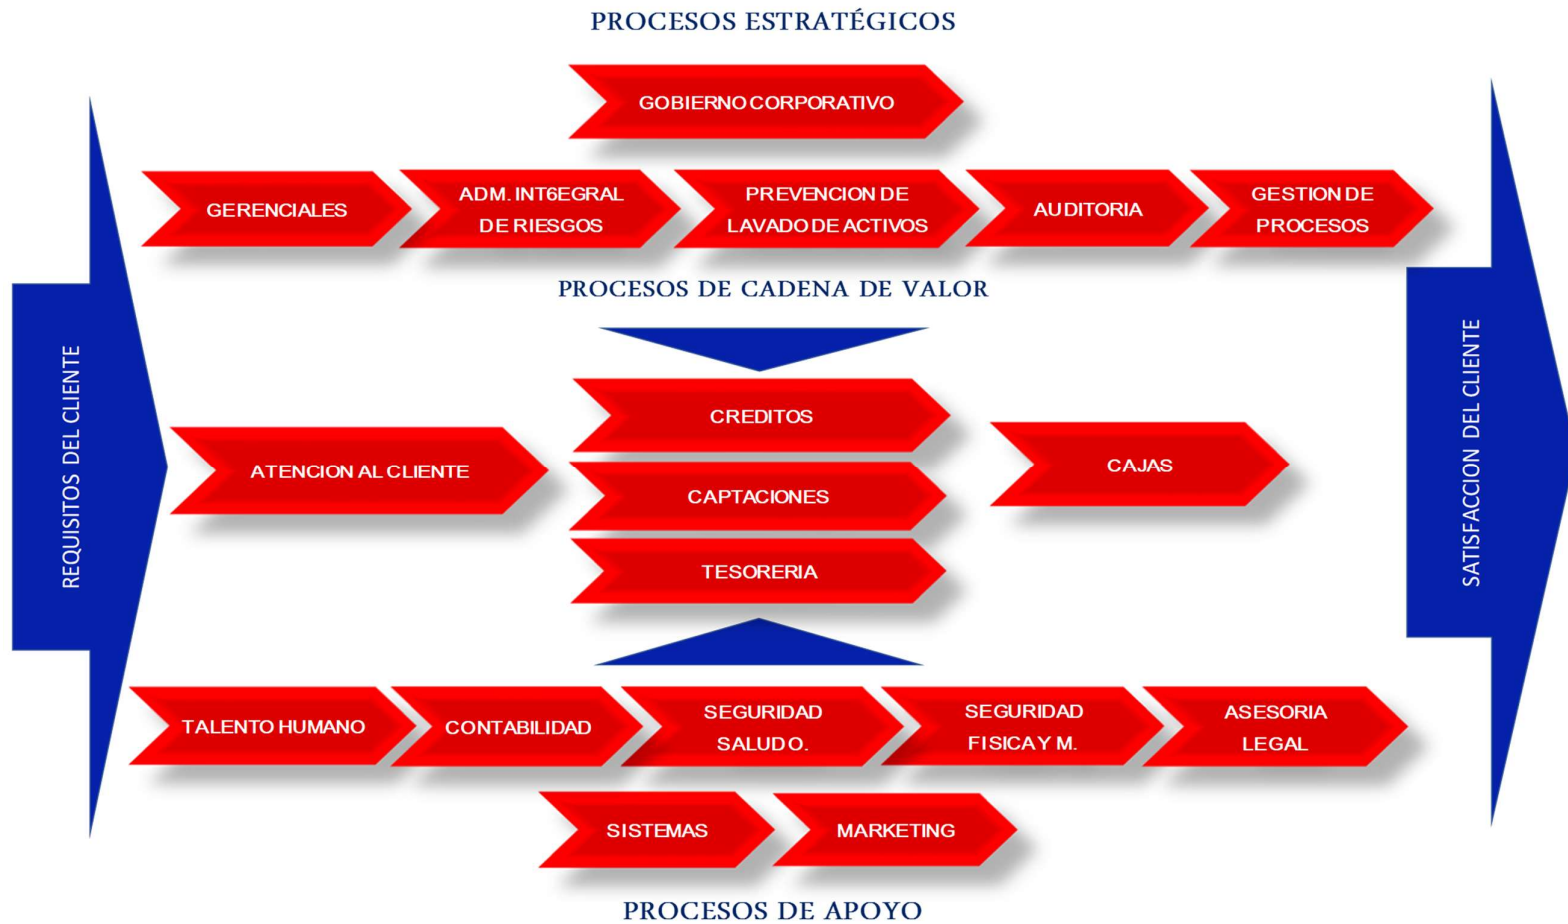 PROCESOS ESTRATÉGICOS
GOBIERNO CORPORATIVO
GERENCIALES
ADM. INT6EGRAL
DE RIESGOS
PREVENCION DE
LAVADO DE ACTIVOS
AUDITORIA
GESTION DE
PROCESOS
PROCESOS DE CADENA DE VALOR
REQUISITOS DEL CLIENTE
ATENCION AL CLIENTE
CREDITOS
CAPTACIONES
TESORERIA
CAJAS
SATISFACCION DEL CLIENTE
TALENTO HUMANO
CONTABILIDAD
SEGURIDAD
SALUD O.
SEGURIDAD
FISICA Y M.
ASESORIA
LEGAL
SISTEMAS
MARKETING
PROCESOS DE APOYO